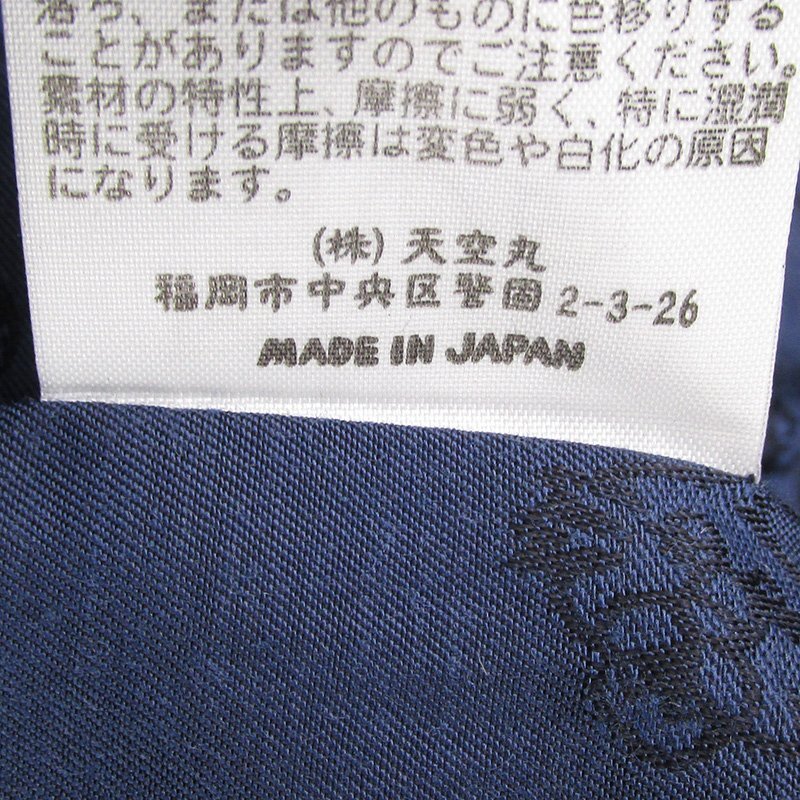 落ち、または他のものに色移りする
ことがありますのでご注意ください。
素材の特性上、摩擦に弱く、特に湿潤
時に受ける摩擦は変色や白化の原因
になります。
(株) 天空丸
福岡市中央区警固 2-3-26
MADE IN JAPAN